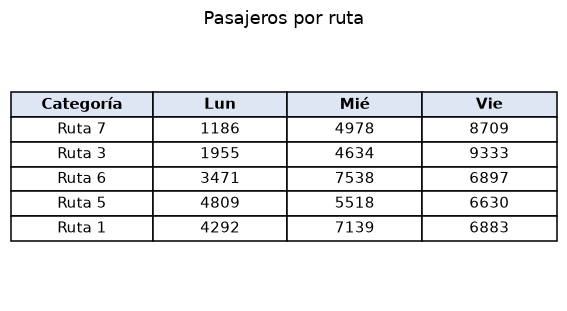 Pasajeros por ruta
Categoría Lun Mié Vie
Ruta 7 1186 4978 8709
Ruta 3 1955 4634 9333
Ruta 6 3471 7538 6897
Ruta 5 4809 5518 6630
Ruta 1 4292 7139 6883